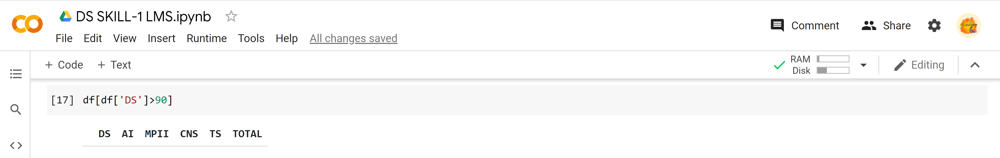 DS SKILL-1 LMS.ipynb
Comment Share
File Edit View Insert Runtime Tools Help All changes saved
+ Code + Text
RAM
Disk
Editing
[17] df[df['DS']>90]
DS AI MPII CNS TS TOTAL